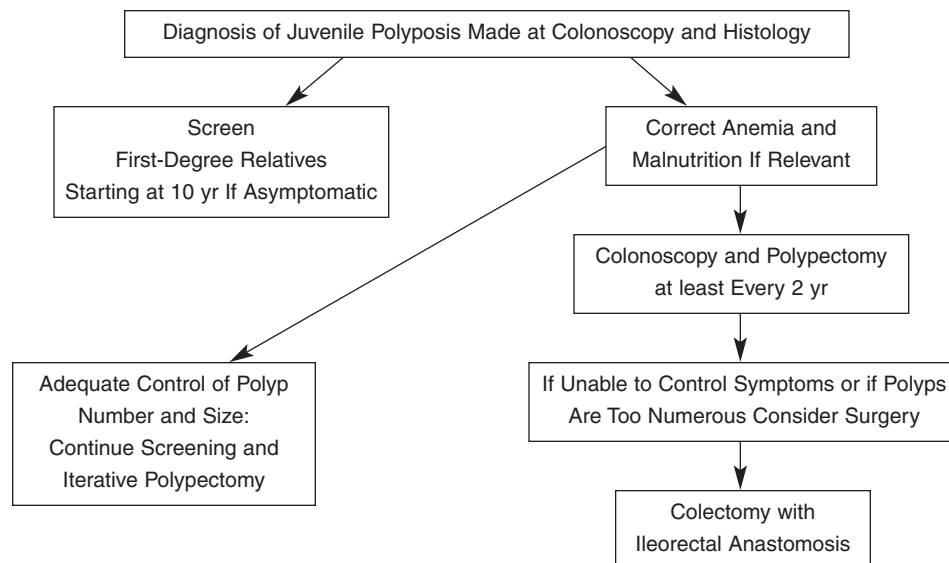 Diagnosis of Juvenile Polyposis Made at Colonoscopy and Histology
Screen
First-Degree Relatives
Starting at 10 yr If Asymptomatic
Correct Anemia and
Malnutrition If Relevant
Colonoscopy and Polypectomy
at least Every 2 yr
Adequate Control of Polyp
Number and Size:
Continue Screening and
Iterative Polypectomy
If Unable to Control Symptoms or if Polyps
Are Too Numerous Consider Surgery
Colectomy with
Ileorectal Anastomosis